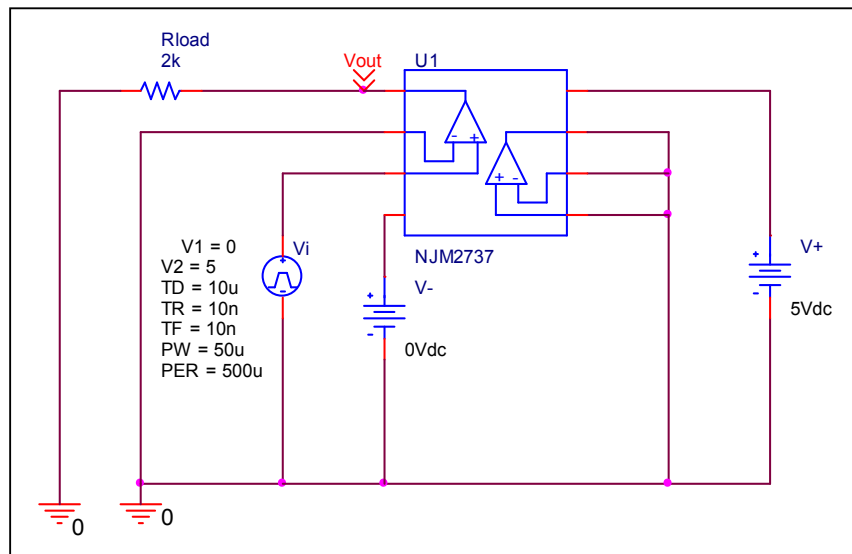 Rload
2k
Vout
U1
- +
+ -
NJM2737
V1 = 0
V2 = 5
TD = 10u
TR = 10n
TF = 10n
PW = 50u
PER = 500u
Vi
+
-
V-
+
-
0Vdc
V+
+
-
5Vdc
0
0